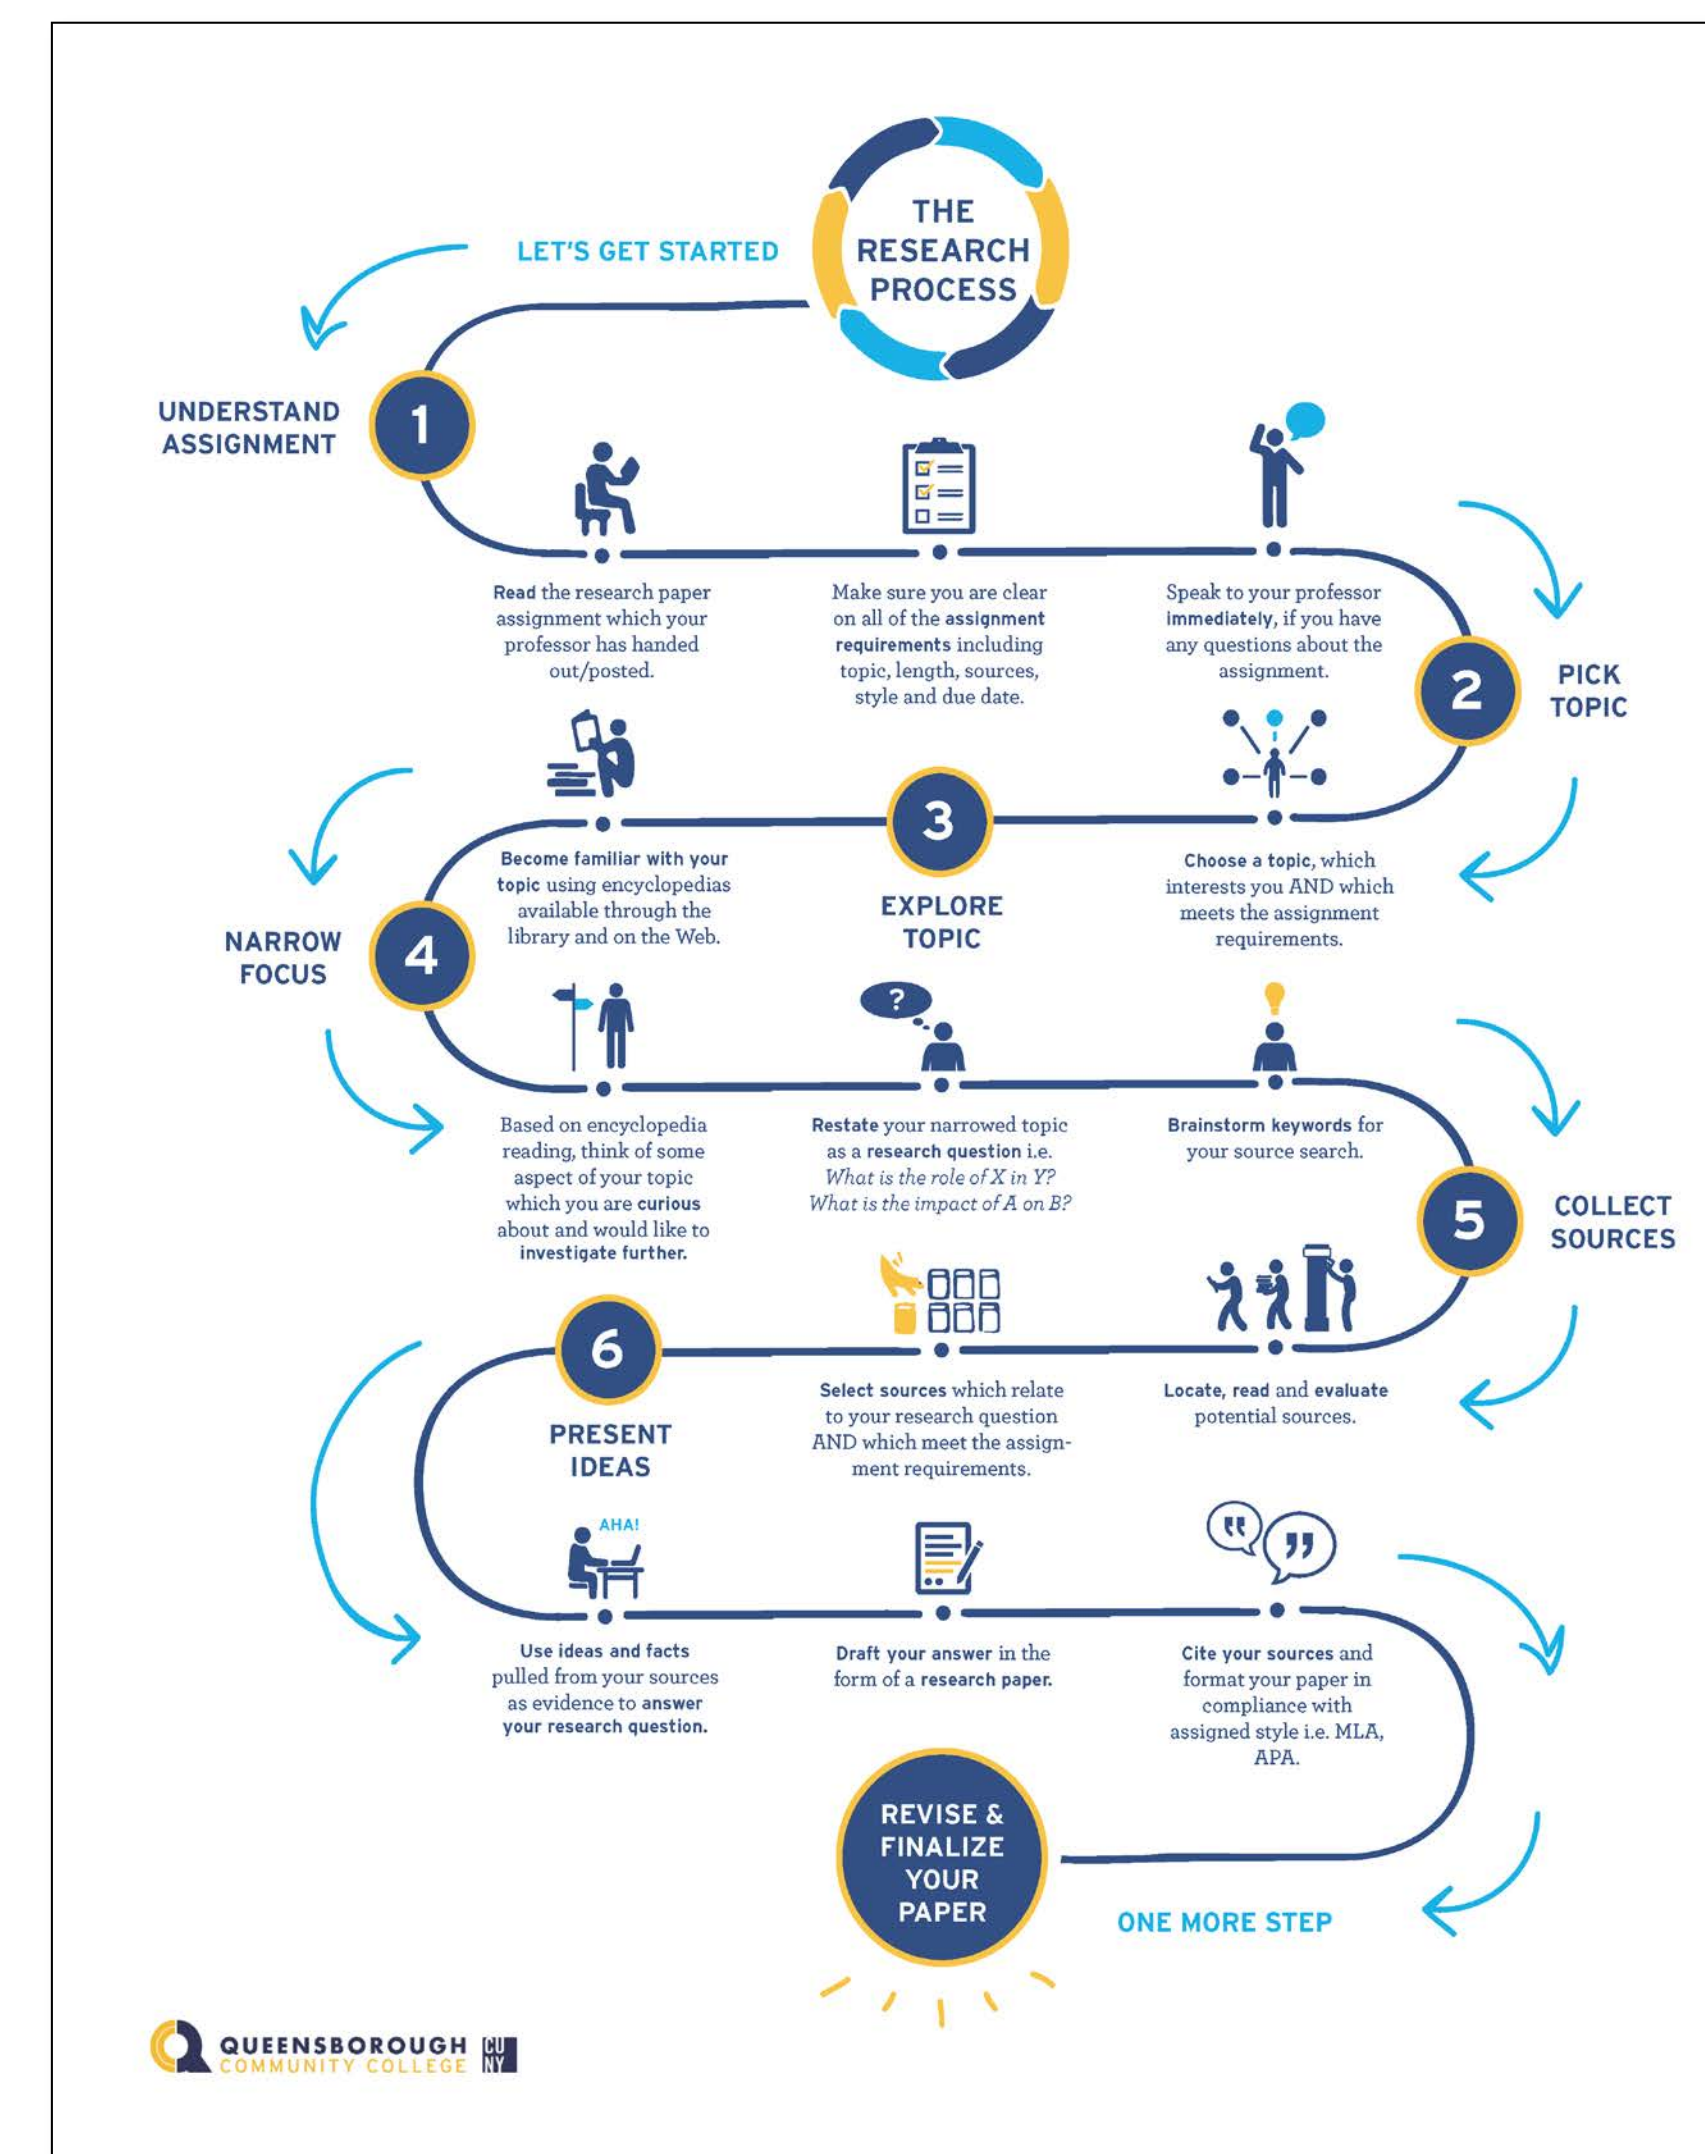 THE
RESEARCH
PROCESS
LET'S GET STARTED
UNDERSTAND
ASSIGNMENT
1
Read the research paper
assignment which your
professor has handed
out/posted.
Make sure you are clear
on all of the assignment
requirements including
topic, length, sources,
style and due date.
Speak to your professor
immediately, if you have
any questions about the
assignment.
2
PICK
TOPIC
Choose a topic, which
interests you AND which
meets the assignment
requirements.
3
EXPLORE
TOPIC
Become familiar with your
topic using encyclopedias
available through the
library and on the Web.
NARROW
FOCUS
4
Based on encyclopedia
reading, think of some
aspect of your topic
which you are curious
about and would like to
investigate further.
?
Restate your narrowed topic
as a research question i.e.
What is the role of X in Y?
What is the impact of A on B?
Brainstorm keywords for
your source search.
5
COLLECT
SOURCES
Locate, read and evaluate
potential sources.
Select sources which relate
to your research question
AND which meet the assign-
ment requirements.
6
PRESENT
IDEAS
AHA!
Use ideas and facts
pulled from your sources
as evidence to answer
your research question.
Draft your answer in the
form of a research paper.
Cite your sources and
format your paper in
compliance with
assigned style i.e. MLA,
APA.
REVISE &
FINALIZE
YOUR
PAPER
ONE MORE STEP
QUEENSBOROUGH
COMMUNITY COLLEGE
CU
NY